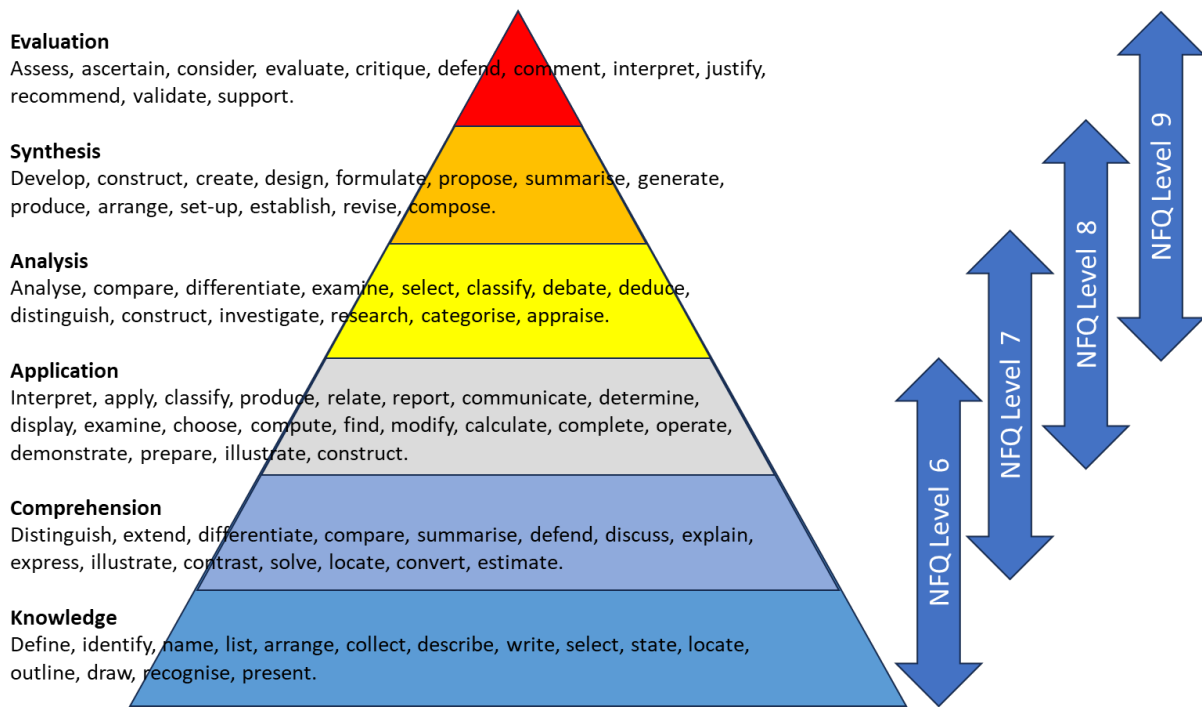 Evaluation
Assess, ascertain, consider, evaluate, critique, defend, comment, interpret, justify,
recommend, validate, support.
Synthesis
Develop, construct, create, design, formulate, propose, summarise, generate,
produce, arrange, set-up, establish, revise, compose.
Analysis
Analyse, compare, differentiate, examine, select, classify, debate, deduce,
distinguish, construct, investigate, research, categorise, appraise.
Application
Interpret, apply, classify, produce, relate, report, communicate, determine,
display, examine, choose, compute, find, modify, calculate, complete, operate,
demonstrate, prepare, illustrate, construct.
Comprehension
Distinguish, extend, differentiate, compare, summarise, defend, discuss, explain,
express, illustrate, contrast, solve, locate, convert, estimate.
Knowledge
Define, identify, name, list, arrange, collect, describe, write, select, state, locate,
outline, draw, recognise, present.
NFQ Level 6
NFQ Level 7
NFQ Level 8
NFQ Level 9